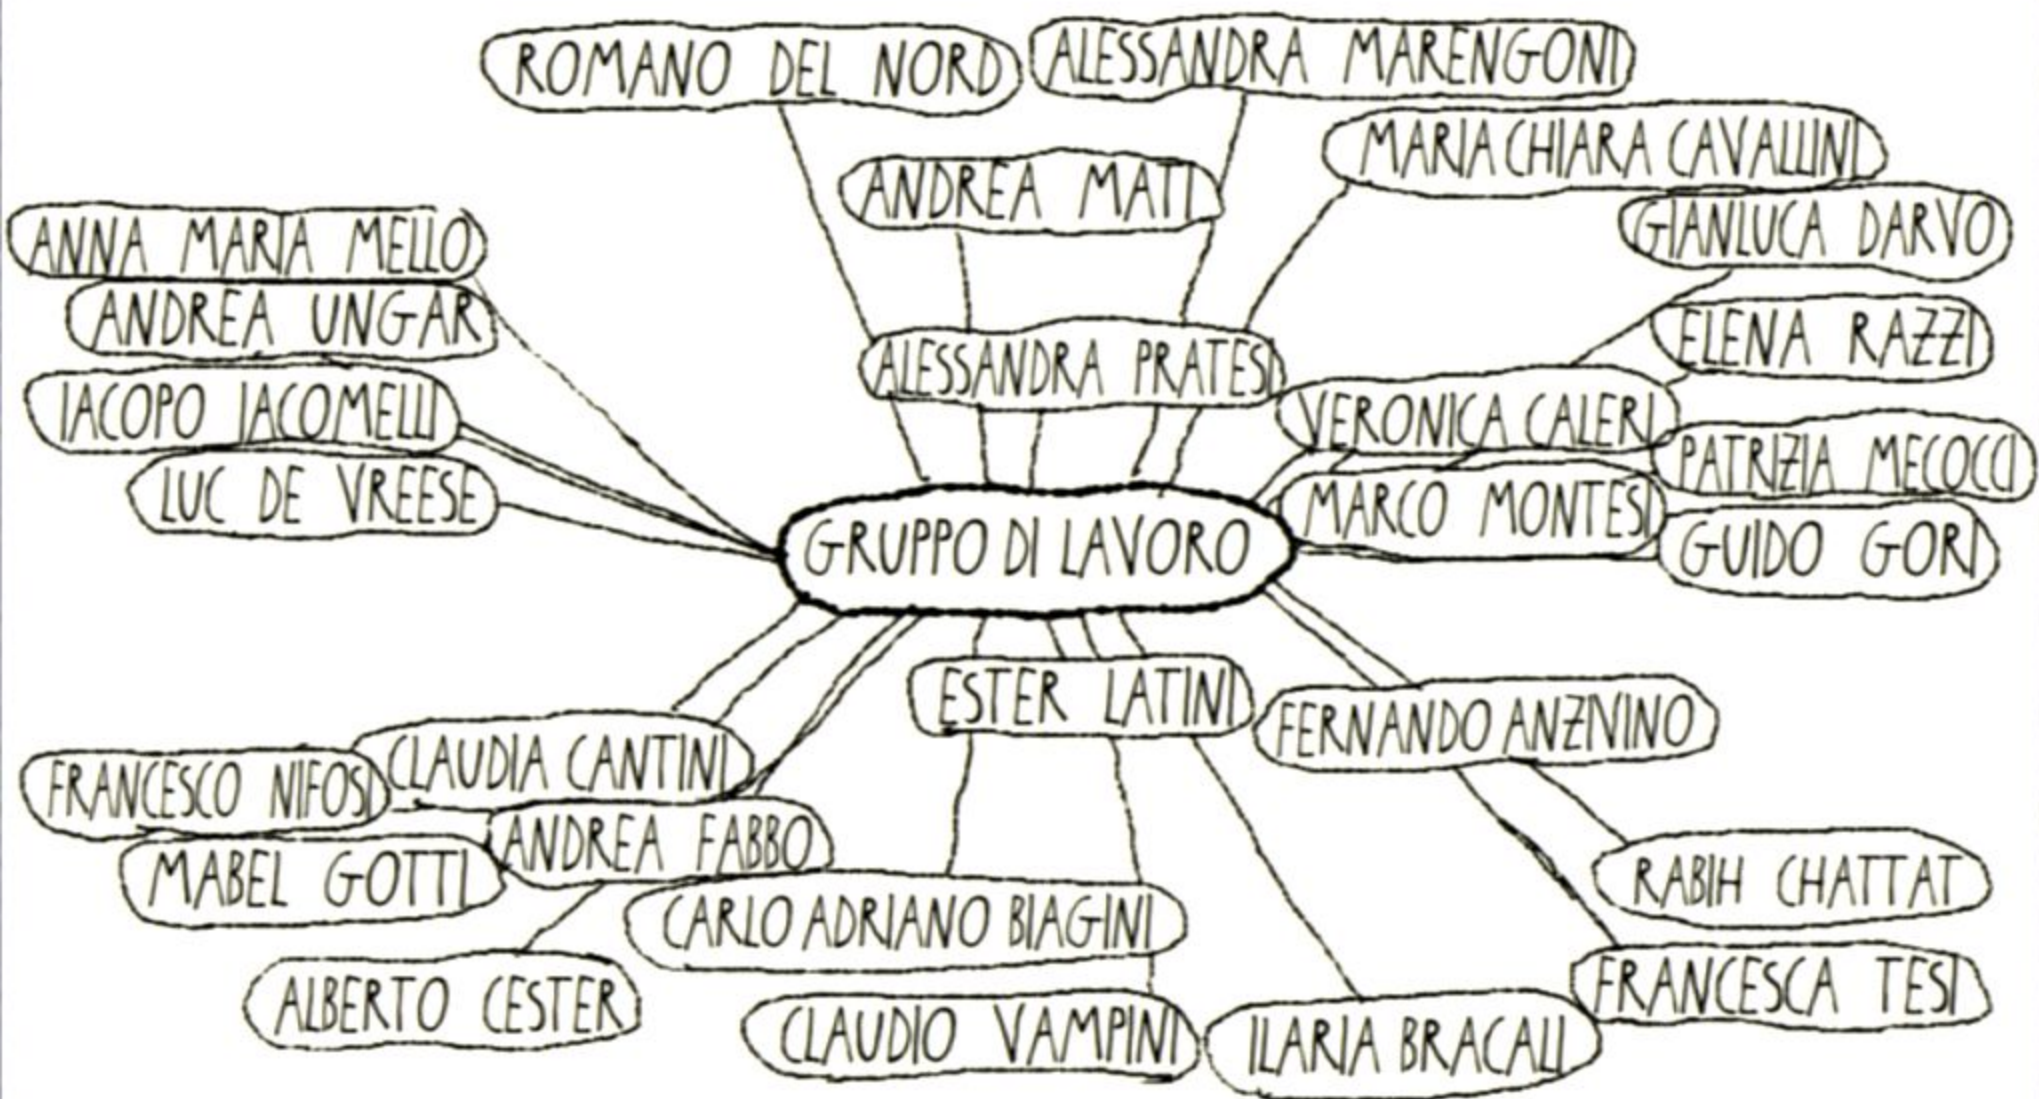 ROMANO DEL NORD
ALESSANDRA MARENGONI
MARIA CHIARA CAVALLINI
ANDREA MATI
GIANLUCA DARVO
ANNA MARIA MELLO
ANDREA UNGAR
ELENA RAZZI
ALESSANDRA PRATESI
IACOPO IACOMELLI
VERONICA CALERI
PATRIZIA MECOCCI
LUC DE VREESE
MARCO MONTESI
GRUPPO DI LAVORO
GUIDO GORI
ESTER LATINI
FERNANDO ANZIVINO
CLAUDIA CANTINI
FRANCESCO NIFOSI
ANDREA FABBO
MABEL GOTTI
RABIH CHATTAT
CARLO ADRIANO BIAGINI
ALBERTO CESTER
FRANCESCA TESI
CLAUDIO VAMPINI
ILARIA BRACALI